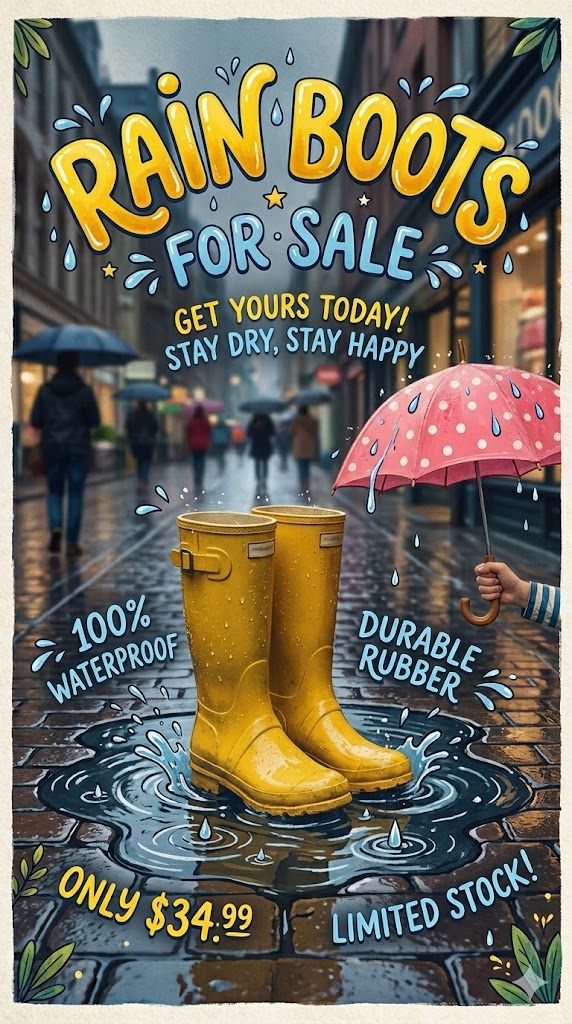 RAIN BOOTS
FOR · SALE
GET YOURS TODAY!
STAY DRY, STAY HAPPY
100%
WATERPROOF
DURABLE
RUBBER
ONLY $34.99
LIMITED STOCK!